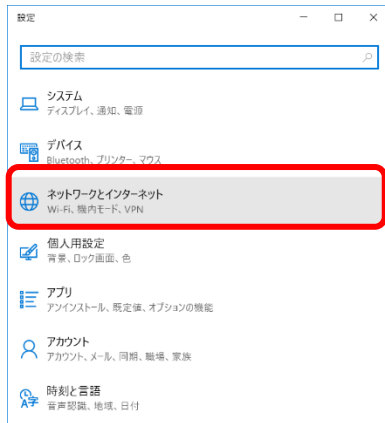 設定
設定の検索
システム
ディスプレイ、通知、電源
デバイス
Bluetooth、プリンター、マウス
ネットワークとインターネット
Wi-Fi、機内モード、VPN
個人用設定
背景、ロック画面、色
アプリ
アンインストール、既定値、オプションの機能
アカウント
アカウント、メール、同期、職場、家族
時刻と言語
音声認識、地域、日付